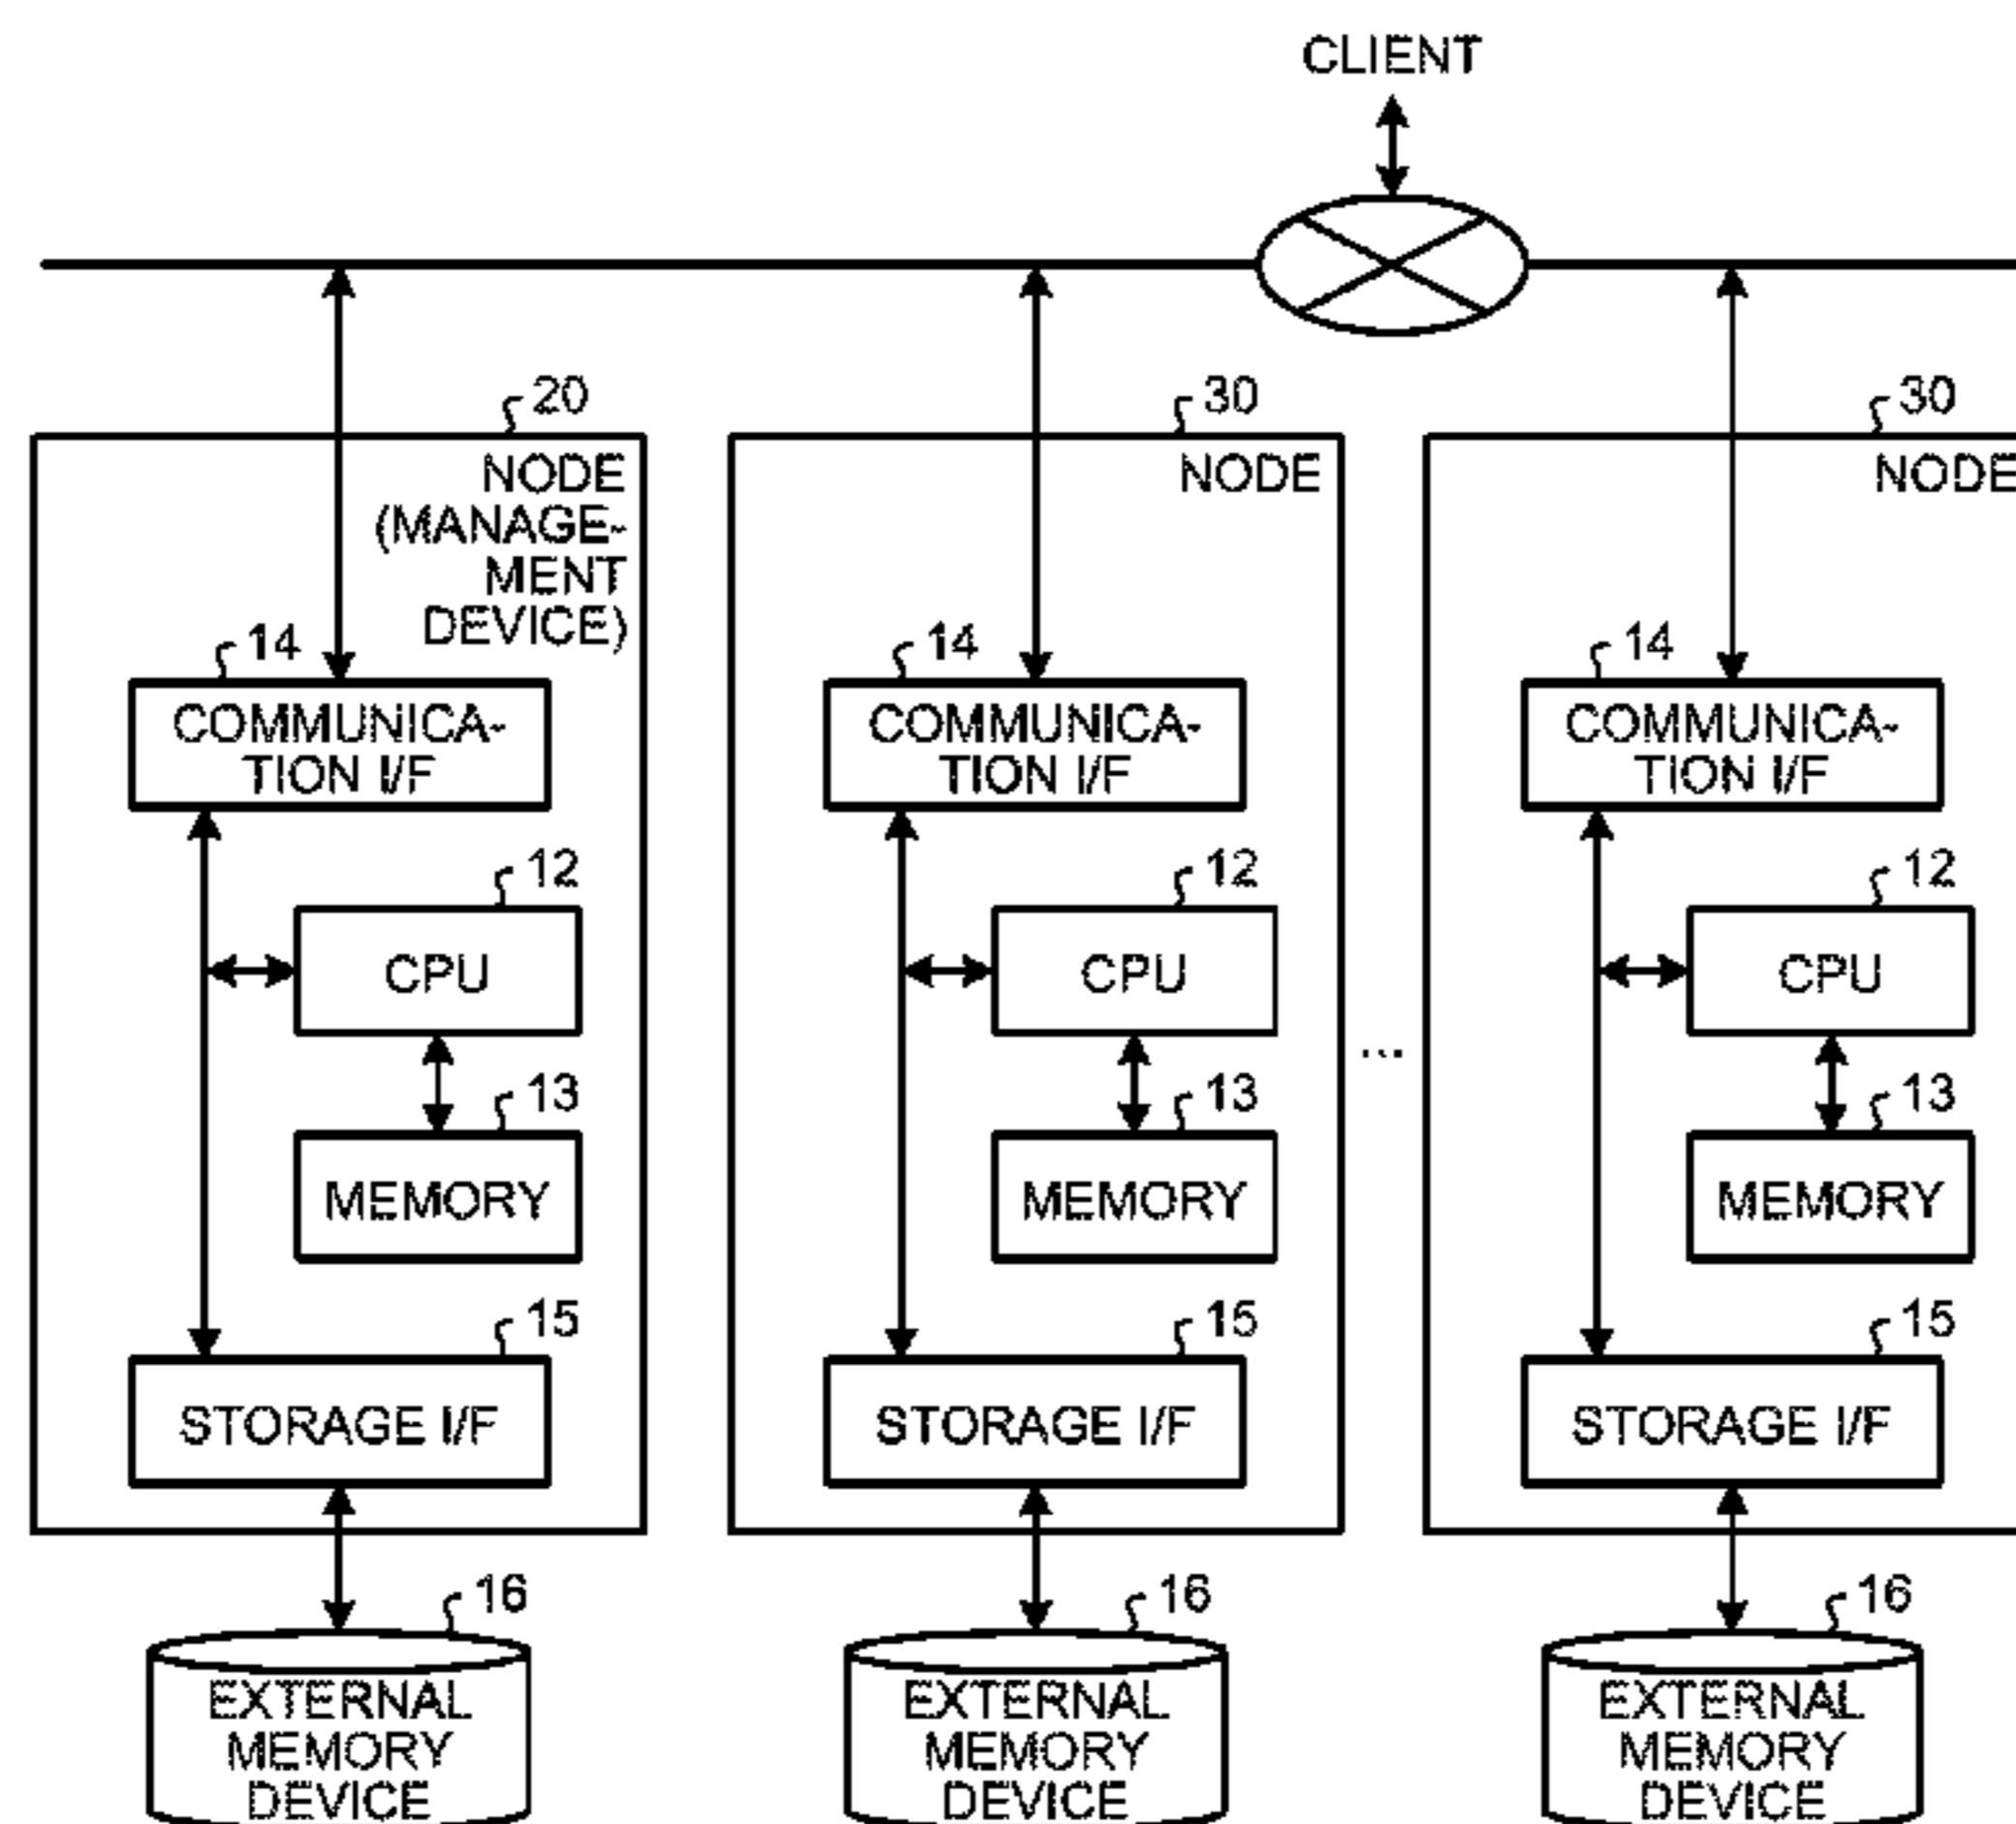 CLIENT
20
NODE
(MANAGE-
MENT
DEVICE)
14
COMMUNICA-
TION I/F
12
CPU
13
MEMORY
15
STORAGE I/F
16
EXTERNAL
MEMORY
DEVICE
30
NODE
14
COMMUNICA-
TION I/F
12
CPU
13
MEMORY
15
STORAGE I/F
16
EXTERNAL
MEMORY
DEVICE
...
30
NODE
14
COMMUNICA-
TION I/F
12
CPU
13
MEMORY
15
STORAGE I/F
16
EXTERNAL
MEMORY
DEVICE